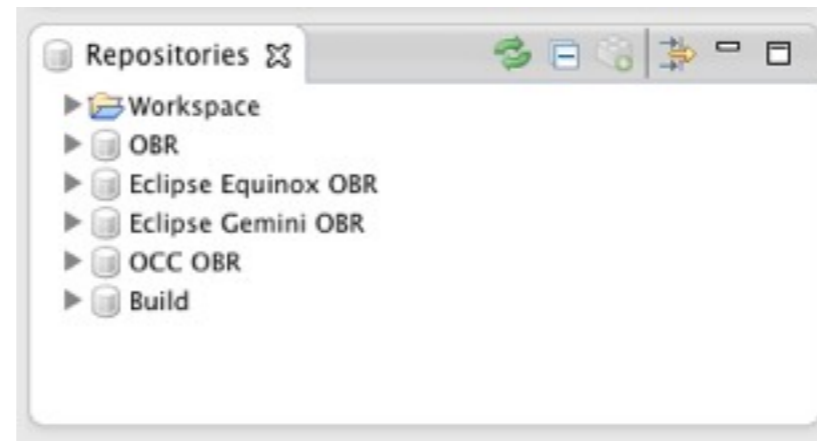 Repositories
Workspace
OBR
Eclipse Equinox OBR
Eclipse Gemini OBR
OCC OBR
Build